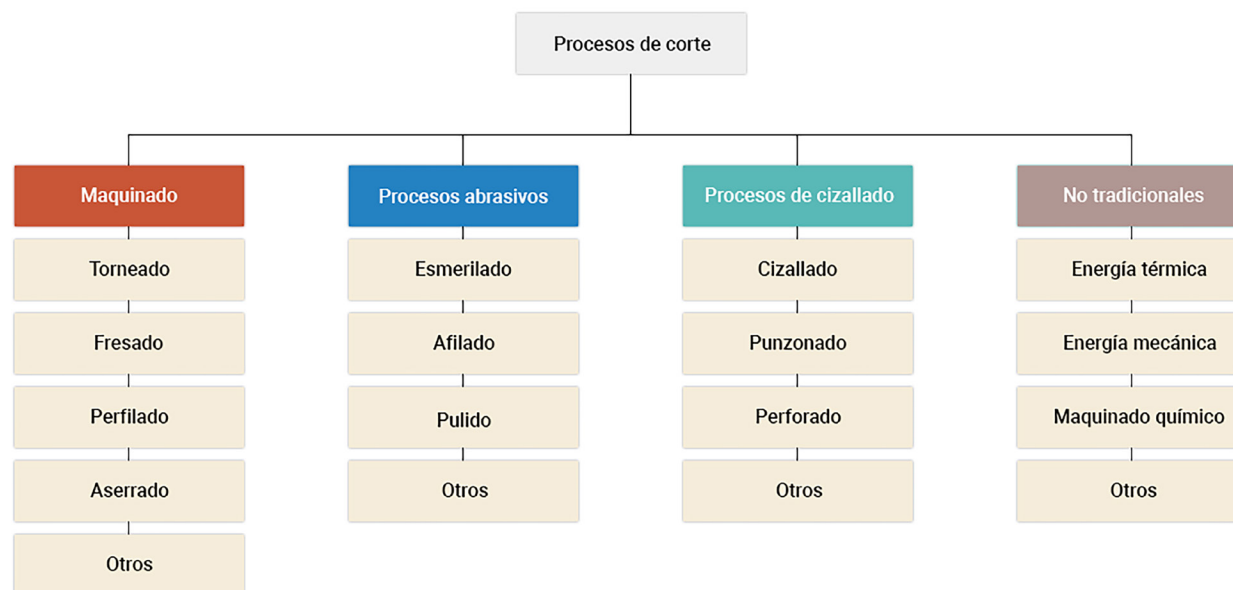 Procesos de corte
Maquinado
Procesos abrasivos
Procesos de cizallado
No tradicionales
Torneado
Esmerilado
Cizallado
Energía térmica
Fresado
Afilado
Punzonado
Energía mecánica
Perfilado
Pulido
Perforado
Maquinado químico
Aserrado
Otros
Otros
Otros
Otros